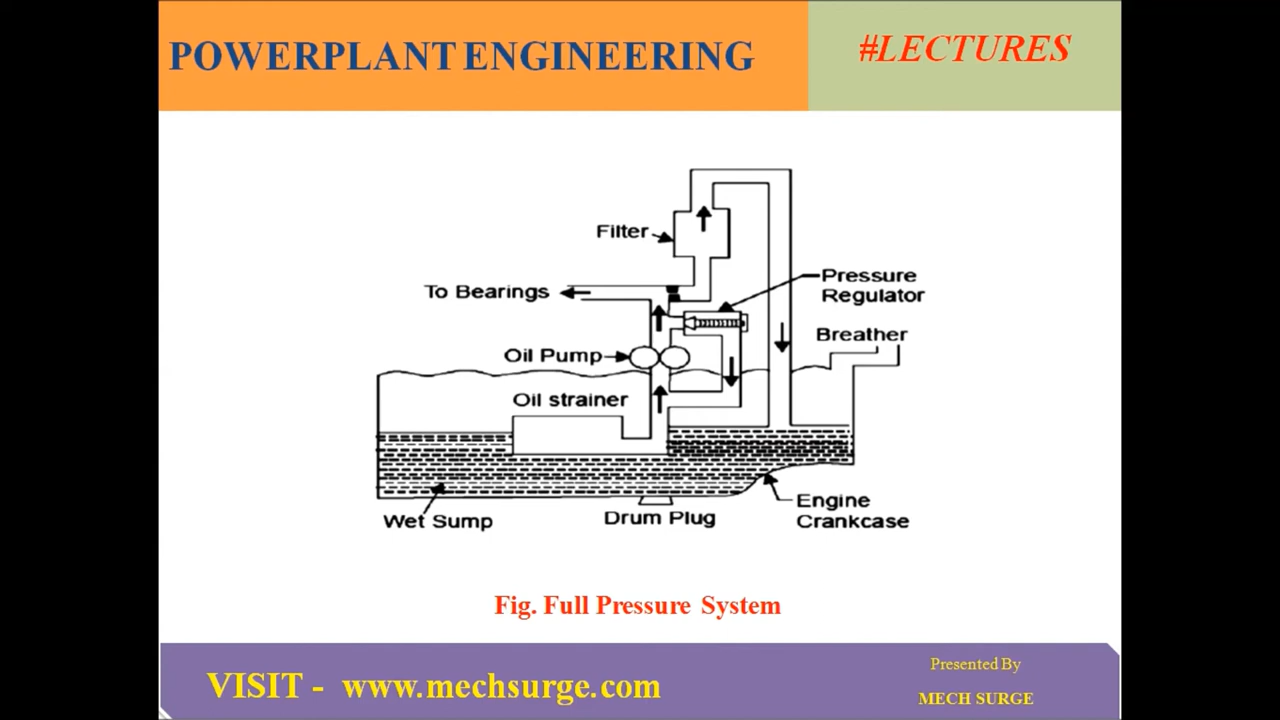 POWERPLANT ENGINEERING
#LECTURES
Filter
To Bearings
Pressure
Regulator
Breather
Oil Pump
Oil strainer
Wet Sump
Drum Plug
Engine
Crankcase
Fig. Full Pressure System
VISIT - www.mechsurge.com
Presented By
MECH SURGE